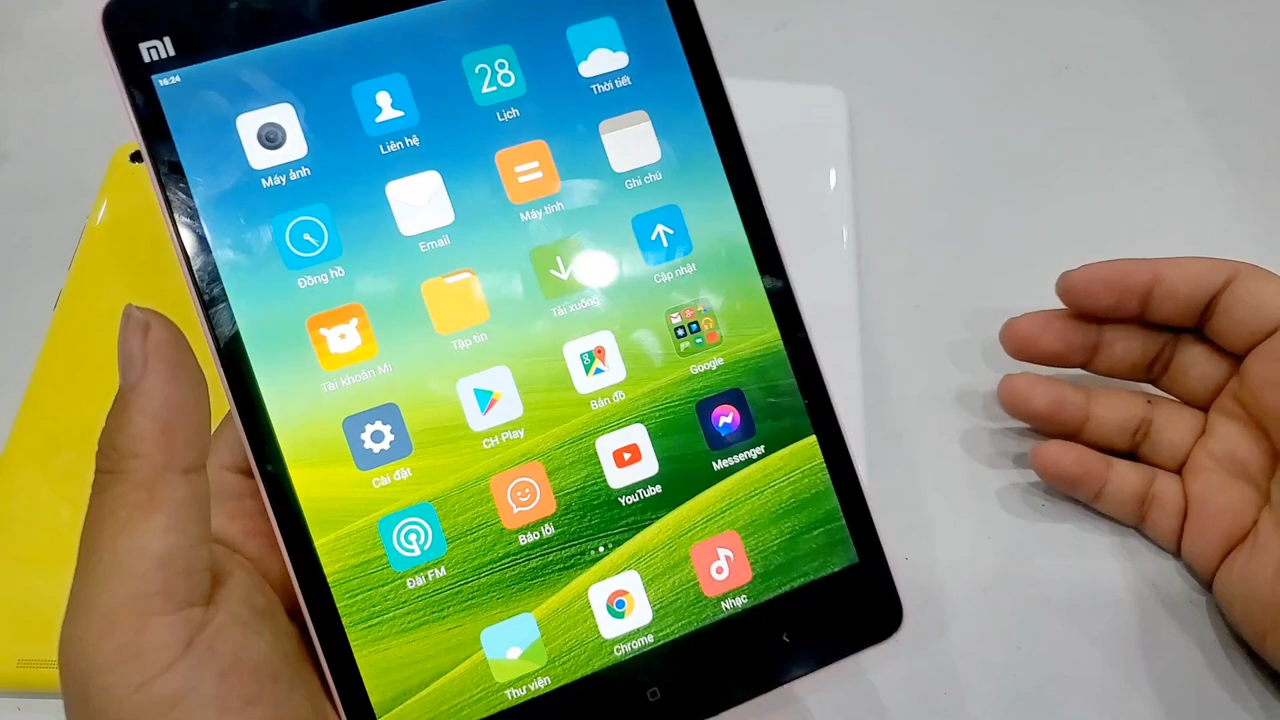 MI
16:24
Máy ảnh
Liên hệ
28
Lịch
Thời tiết
Đồng hồ
Email
Máy tính
Ghi chú
Tài khoản Mi
Tập tin
Tải xuống
Cập nhật
Cài đặt
CH Play
Bản đồ
Google
Đài FM
Báo lỗi
YouTube
Messenger
Thư viện
Chrome
Nhạc